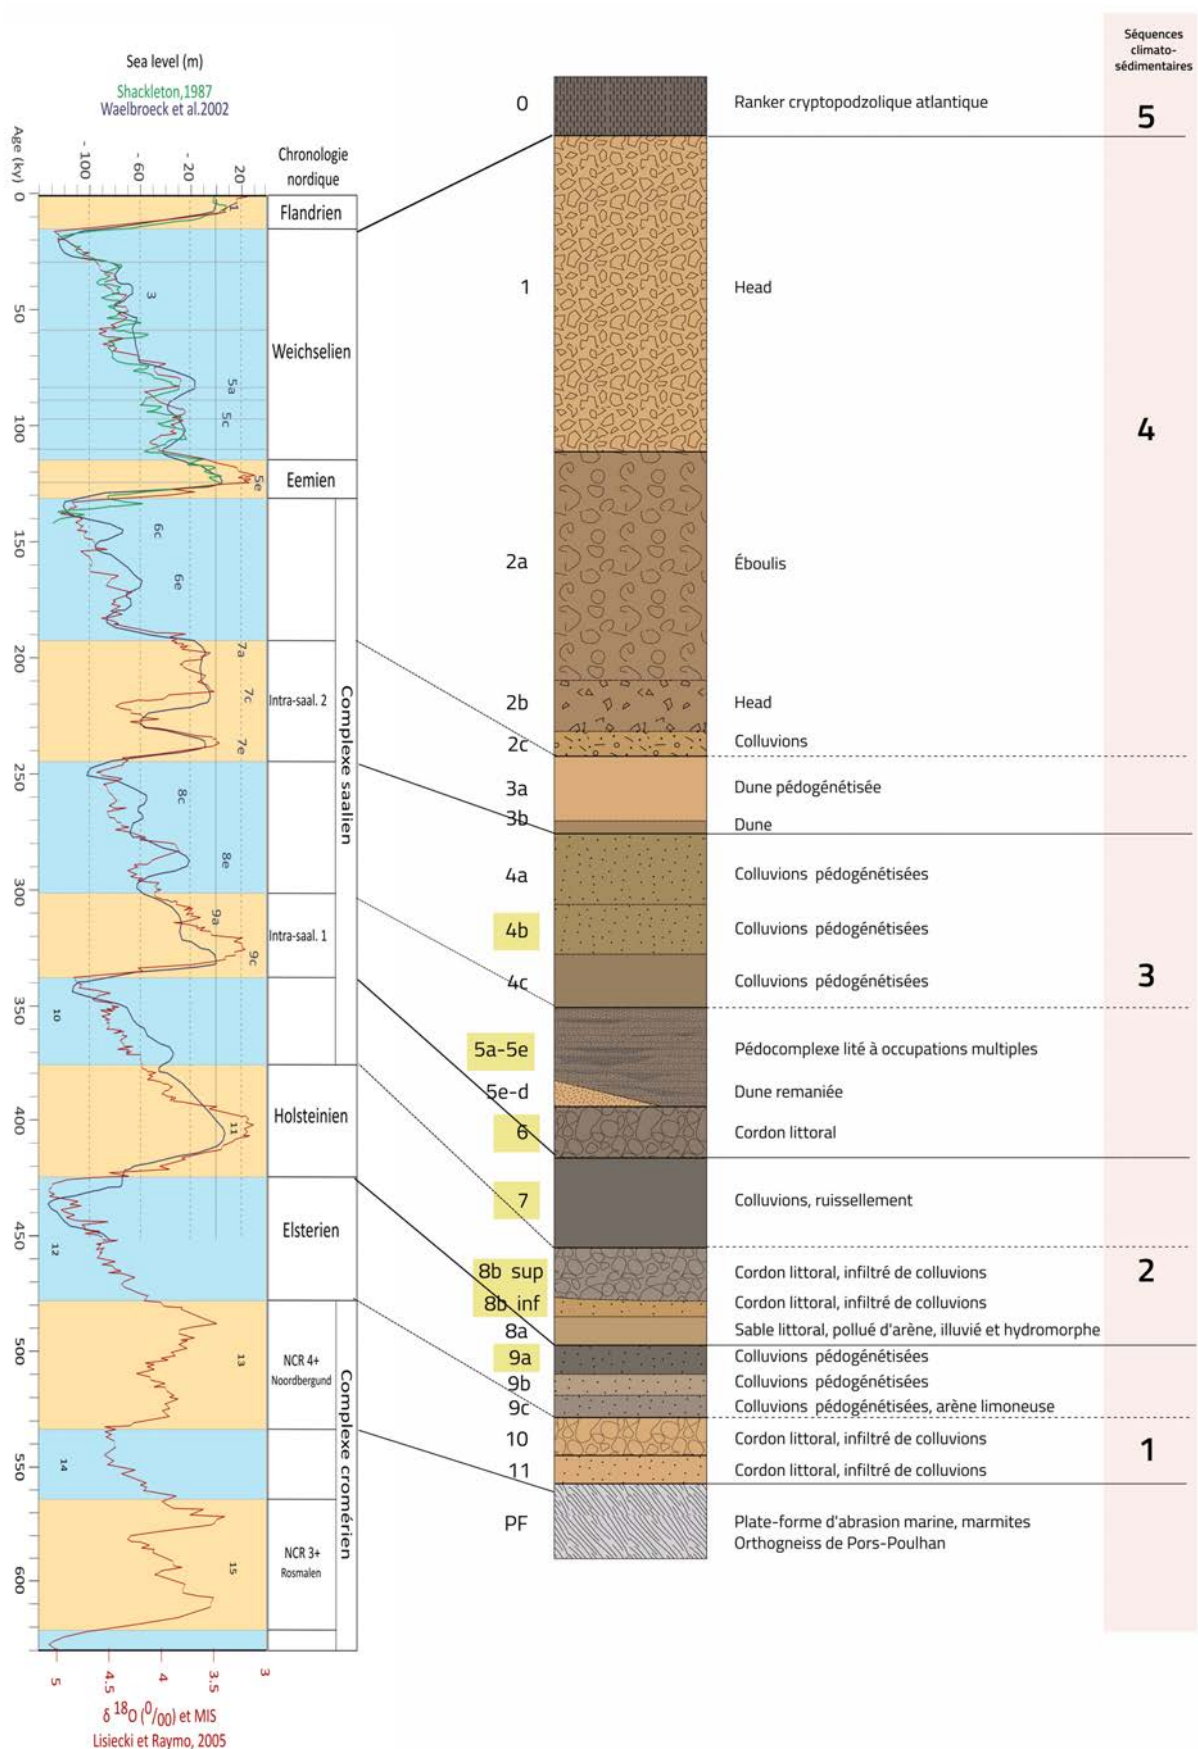 Sea level (m)
Shackleton,1987
Waelbroeck et al.2002
Age (ky)
- 100
- 60
- 20
20
Chronologie
nordique
0
50
100
150
200
250
300
350
400
450
500
550
600
1
3
5a
5c
5e
6c
6e
7a
7c
7e
8c
8e
9a
9c
10
11
12
13
14
15
Flandrien
Weichselien
Eemien
Intra-saal. 2
Intra-saal. 1
Complexe saalien
Holsteinien
Elsterien
NCR 4+
Noordbergund
NCR 3+
Rosmalen
Complexe cromérien
5
4.5
4
3.5
3
δ 18O (0/00) et MIS
Lisiecki et Raymo, 2005
0
Ranker cryptopodzolique atlantique
1
Head
2a
Éboulis
2b
Head
2c
Colluvions
3a
Dune pédogénétisée
3b
Dune
4a
Colluvions pédogénétisées
4b
Colluvions pédogénétisées
4c
Colluvions pédogénétisées
5a-5e
Pédocomplexe lité à occupations multiples
5e-d
Dune remaniée
6
Cordon littoral
7
Colluvions, ruissellement
8b sup
Cordon littoral, infiltré de colluvions
8b inf
Cordon littoral, infiltré de colluvions
8a
Sable littoral, pollué d'arène, illuvié et hydromorphe
9a
Colluvions pédogénétisées
9b
Colluvions pédogénétisées
9c
Colluvions pédogénétisées, arène limoneuse
10
Cordon littoral, infiltré de colluvions
11
Cordon littoral, infiltré de colluvions
PF
Plate-forme d'abrasion marine, marmites
Orthogneiss de Pors-Poulhan
Séquences
climato-
sédimentaires
5
4
3
2
1